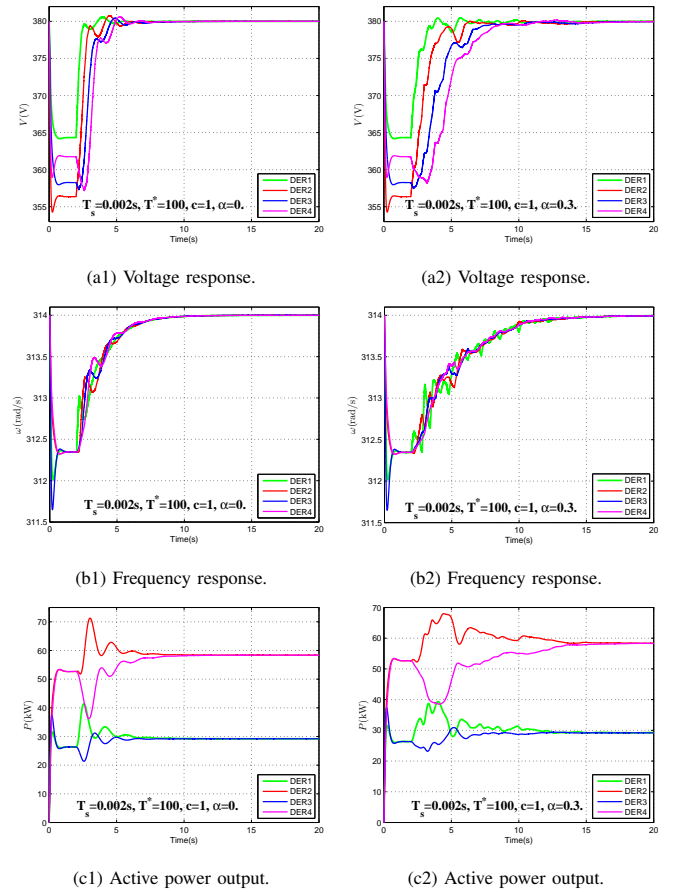 380
375
370
365
360
355
V(V)
0
5
10
15
20
Time(s)
DER1
DER2
DER3
DER4
T_s=0.002s, T*=100, c=1, α=0.
(a1) Voltage response.
380
375
370
365
360
355
V(V)
0
5
10
15
20
Time(s)
DER1
DER2
DER3
DER4
T_s=0.002s, T*=100, c=1, α=0.3.
(a2) Voltage response.
314
313.5
313
312.5
312
311.5
ω(rad/s)
0
5
10
15
20
Time(s)
DER1
DER2
DER3
DER4
T_s=0.002s, T*=100, c=1, α=0.
(b1) Frequency response.
314
313.5
313
312.5
312
311.5
ω(rad/s)
0
5
10
15
20
Time(s)
DER1
DER2
DER3
DER4
T_s=0.002s, T*=100, c=1, α=0.3.
(b2) Frequency response.
70
60
50
40
30
20
10
0
P(kW)
0
5
10
15
20
Time(s)
DER1
DER2
DER3
DER4
T_s=0.002s, T*=100, c=1, α=0.
(c1) Active power output.
70
60
50
40
30
20
10
0
P(kW)
0
5
10
15
20
Time(s)
DER1
DER2
DER3
DER4
T_s=0.002s, T*=100, c=1, α=0.3.
(c2) Active power output.